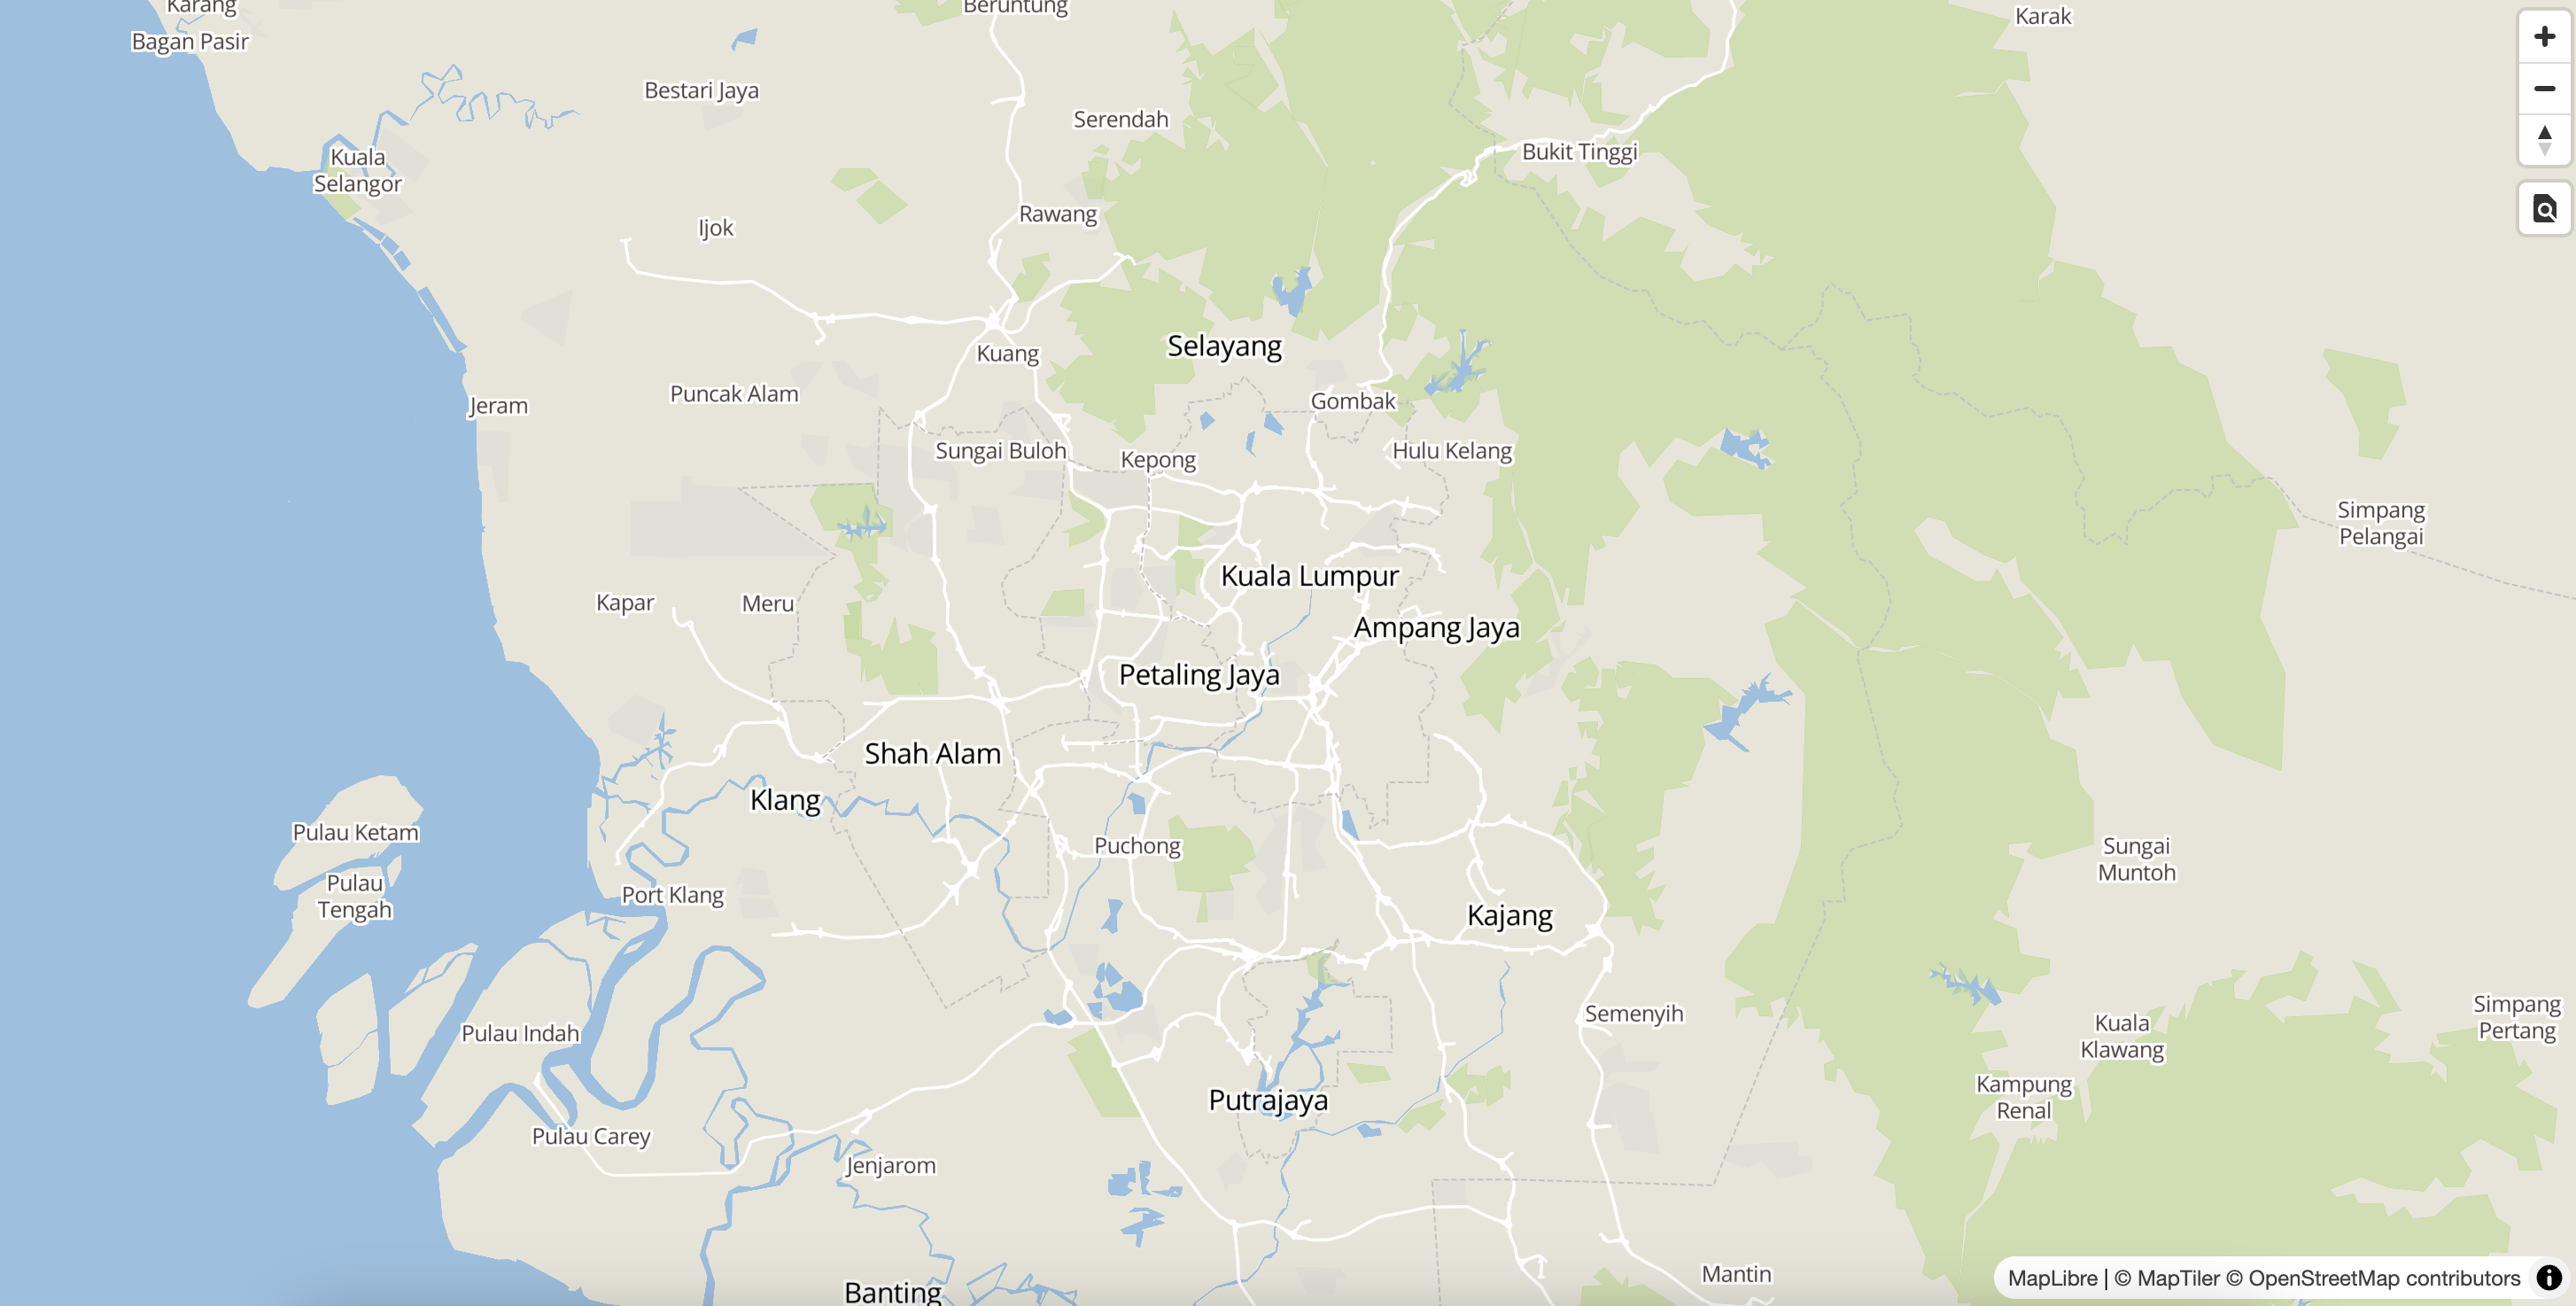 Karang
Beruntung
Karak
Bagan Pasir
Bestari Jaya
Serendah
Bukit Tinggi
Kuala
Selangor
Rawang
Ijok
Selayang
Kuang
Puncak Alam
Gombak
Jeram
Sungai Buloh
Hulu Kelang
Kepong
Simpang
Pelangai
Kuala Lumpur
Kapar
Meru
Ampang Jaya
Petaling Jaya
Shah Alam
Klang
Pulau Ketam
Puchong
Sungai
Muntoh
Pulau
Tengah
Port Klang
Kajang
Semenyih
Simpang
Pertang
Pulau Indah
Kuala
Klawang
Kampung
Renal
Putrajaya
Pulau Carey
Jenjarom
Mantin
Banting
MapLibre | © MapTiler © OpenStreetMap contributors